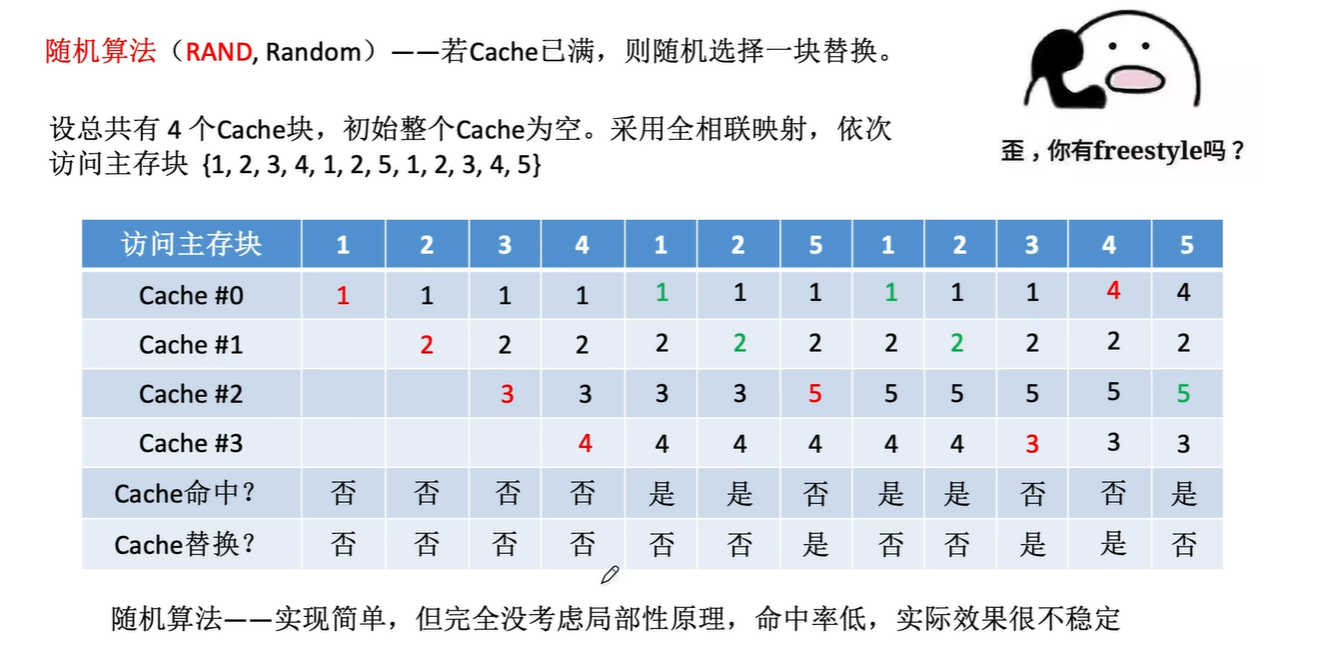 随机算法（RAND, Random）——若Cache已满，则随机选择一块替换。
设总共有 4 个Cache块，初始整个Cache为空。采用全相联映射，依次
访问主存块 {1, 2, 3, 4, 1, 2, 5, 1, 2, 3, 4, 5}
歪，你有freestyle吗？
访问主存块 1 2 3 4 1 2 5 1 2 3 4 5
Cache #0 1 1 1 1 1 1 1 1 1 1 4 4
Cache #1 2 2 2 2 2 2 2 2 2 2 2
Cache #2 3 3 3 3 5 5 5 5 5 5
Cache #3 4 4 4 4 4 4 3 3 3
Cache命中? 否 否 否 否 是 是 否 是 是 否 否 是
Cache替换? 否 否 否 否 否 否 是 否 否 是 是 否
随机算法——实现简单，但完全没考虑局部性原理，命中率低，实际效果很不稳定